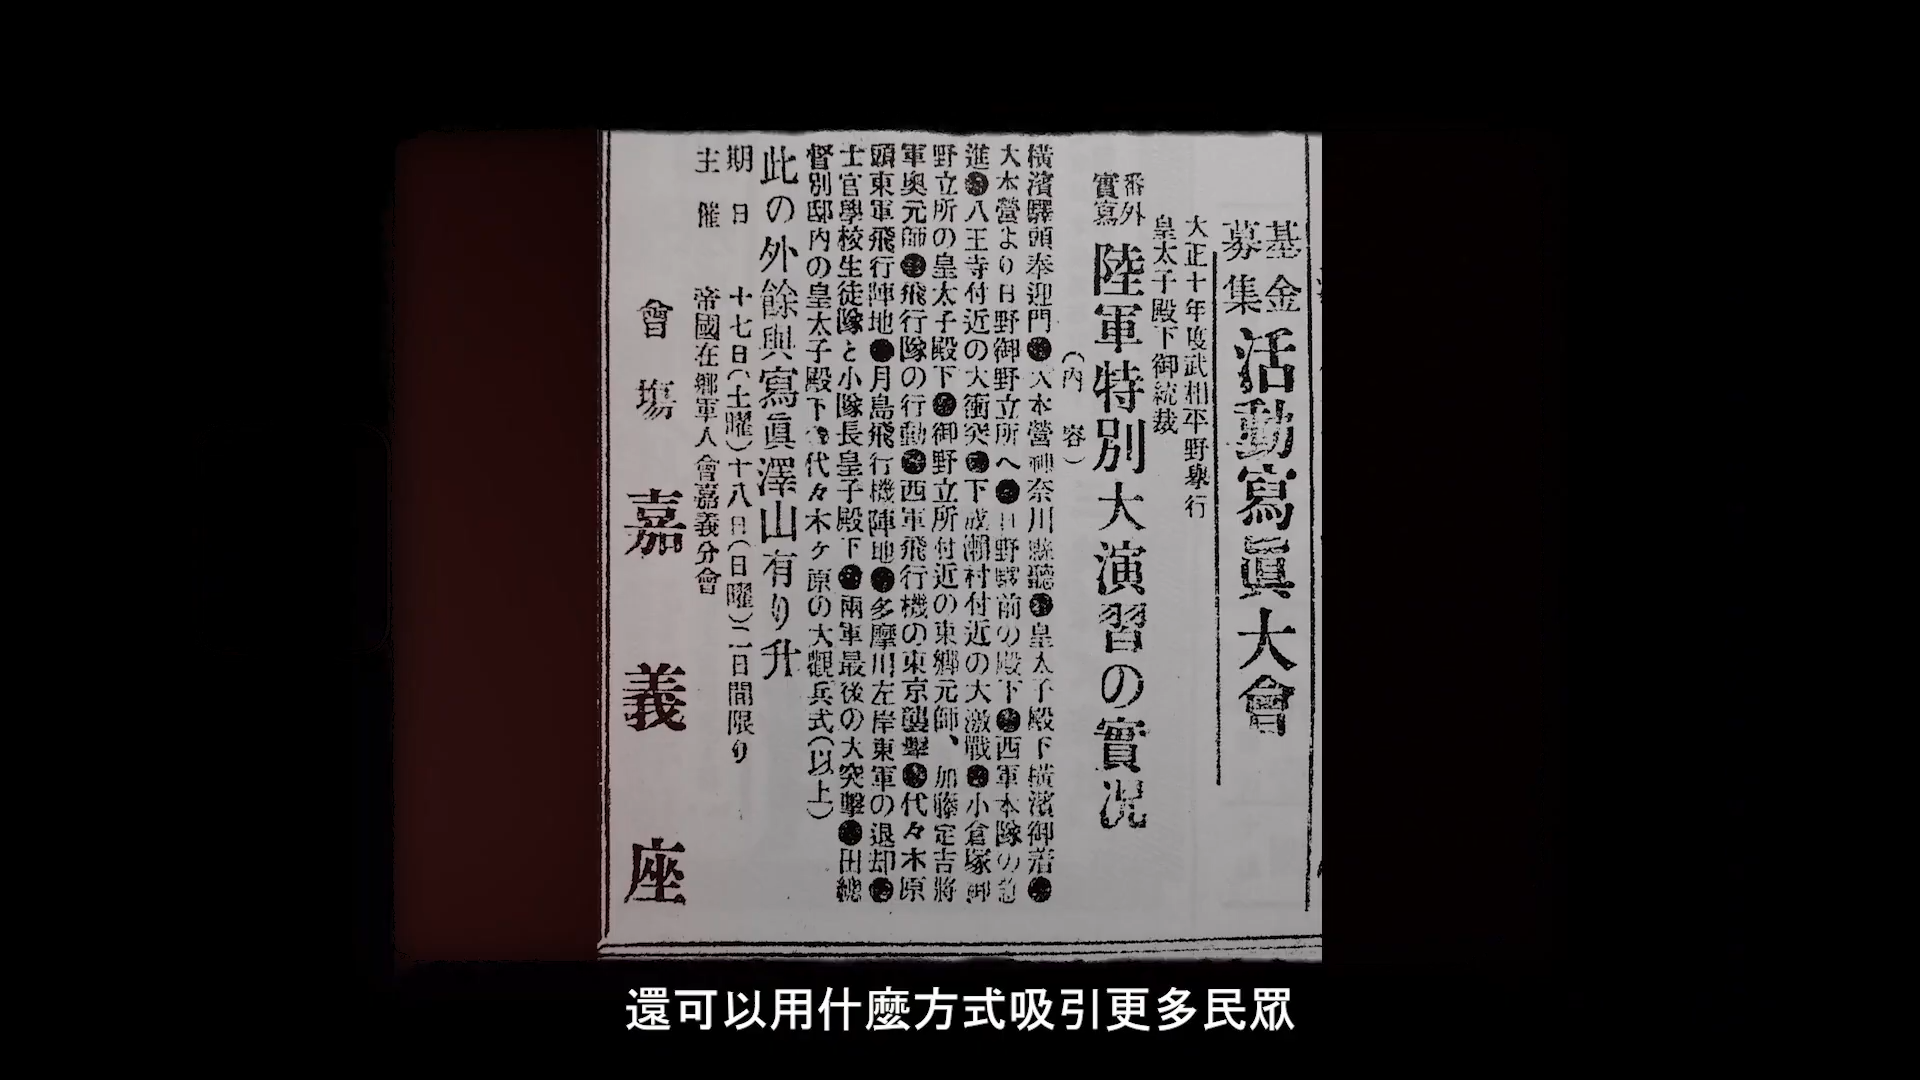 基金
募集
活動寫眞大會
大正十年度武相平野擧行
皇太子殿下御統裁
番外
實寫
陸軍特別大演習の實況
(內容)
橫濱驛頭奉迎門●大本營神奈川縣廳●皇太子殿下橫濱御着●
大本營より日野御野立所へ●日野驛前の殿下●西軍本隊の急
進●八王寺付近の大衝突●下成瀨村付近の大激戰●小倉塚御
野立所の皇太子殿下●御野立所付近の東鄉元師、加藤定吉將
軍奧元師●飛行隊の行動●西軍飛行機の東京襲擊●代々木原
頭東軍飛行陣地●月島飛行機陣地●多摩川左岸東軍の退却●
士官學校生徒隊と小隊長皇子殿下●兩軍最後の大突擊●田總
督別邸內の皇太子殿下●代々木ケ原の大觀兵式(以上)
此の外餘興寫眞澤山有り升
期日 十七日(土曜)十八日(日曜)二日間限り
主催 帝國在鄉軍人會嘉義分會
會場 嘉義座
還可以用什麼方式吸引更多民眾